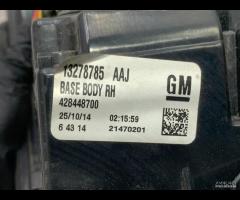 13278785 AAJ
BASE BODY RH
GM
428448700
25/10/14 02:15:59
6 43 14 21470201